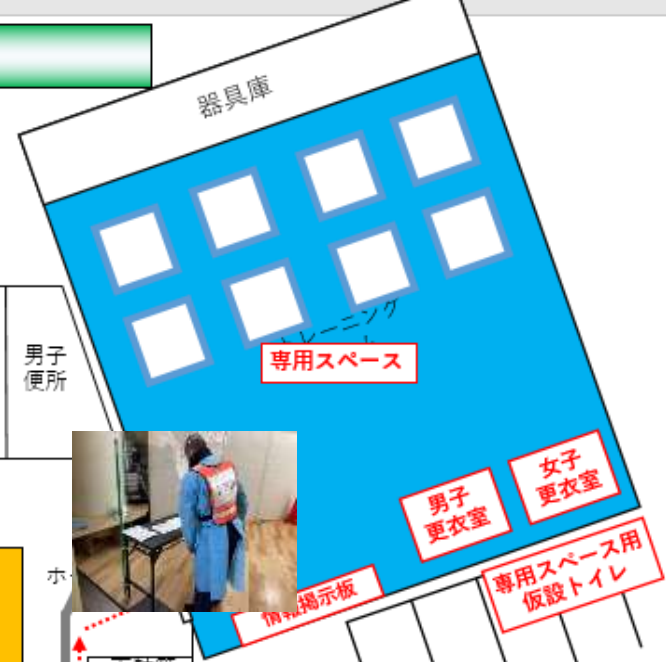 器具庫
トレーニング
専用スペース
男子
便所
女子
更衣室
男子
更衣室
専用スペース用
仮設トイレ
情報掲示板
ホ